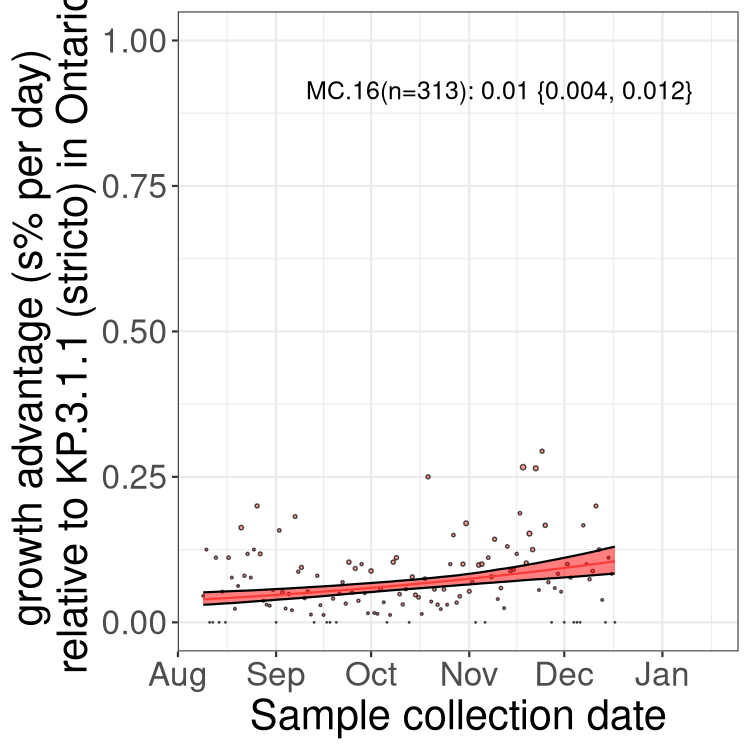 growth advantage (s% per day)
relative to KP.3.1.1 (stricto) in Ontario
1.00
0.75
0.50
0.25
0.00
MC.16(n=313): 0.01 {0.004, 0.012}
Aug Sep Oct Nov Dec Jan
Sample collection date